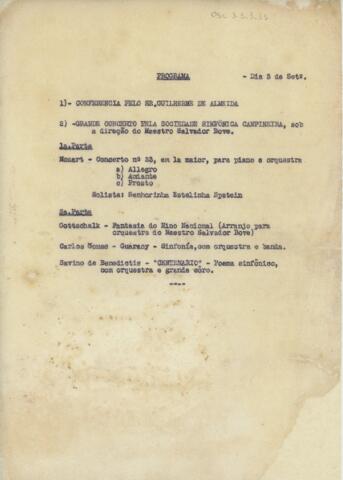 PROGRAMA - Dia 3 de Setº.
1)- CONFERENCIA PELO SR.GUILHERME DE ALMEIDA
2) -GRANDE CONCERTO PELA SOCIEDADE SINFÔNICA CAMPINEIRA, sob
a direção do Maestro Salvador Bove.
1a.Parte
Mozart - Concerto nº 23, em la maior, para piano e orquestra
a) Allegro
b) Andante
c) Presto
Solista: Senhorinha Estelinha Epstein
2a.Parte
Gottschalk - Fantasia do Hino Nacional (Arranjo para
orquestra do Maestro Salvador Bove)
Carlos Gomes - Guarany - Sinfonía, com orquestra e banda.
Savino de Benedictis - "CENTENARIO" - Poema sinfônico,
com orquestra e grande côro.